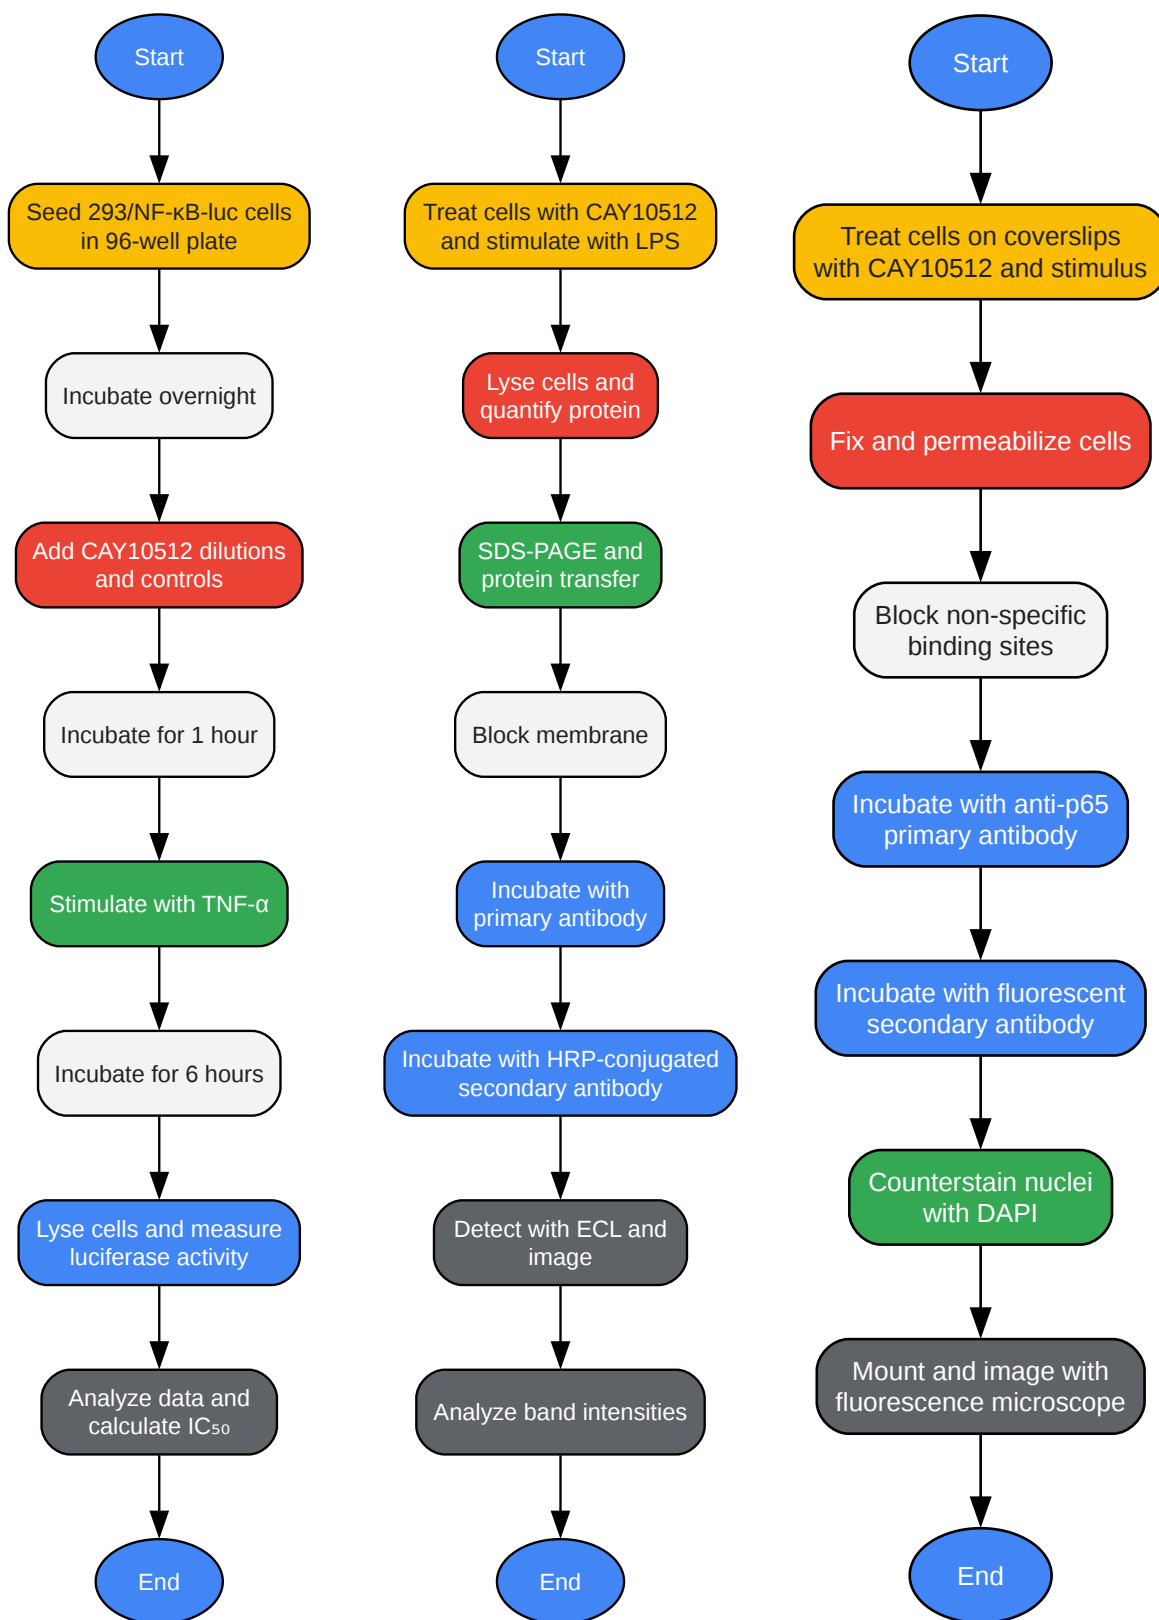 Start
Seed 293/NF-κB-luc cells
in 96-well plate
Incubate overnight
Add CAY10512 dilutions
and controls
Incubate for 1 hour
Stimulate with TNF-α
Incubate for 6 hours
Lyse cells and measure
luciferase activity
Analyze data and
calculate IC₅₀
End
Start
Treat cells with CAY10512
and stimulate with LPS
Lyse cells and
quantify protein
SDS-PAGE and
protein transfer
Block membrane
Incubate with
primary antibody
Incubate with HRP-conjugated
secondary antibody
Detect with ECL and
image
Analyze band intensities
End
Start
Treat cells on coverslips
with CAY10512 and stimulus
Fix and permeabilize cells
Block non-specific
binding sites
Incubate with anti-p65
primary antibody
Incubate with fluorescent
secondary antibody
Counterstain nuclei
with DAPI
Mount and image with
fluorescence microscope
End